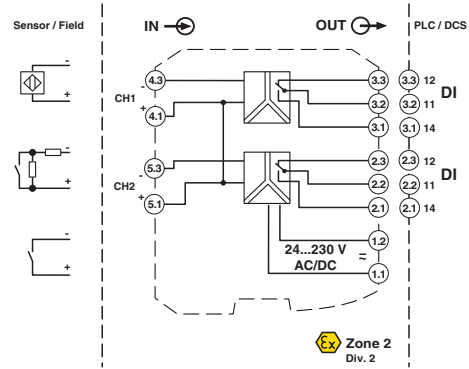 Sensor / Field
IN
OUT
PLC / DCS
-
+
-
+
-
+
4.3
-
CH1
+
4.1
5.3
-
CH2
+
5.1
3.3
3.3 12
3.2
3.2 11
DI
3.1
3.1 14
2.3
2.3 12
2.2
2.2 11
DI
2.1
2.1 14
1.2
24...230 V
AC/DC
=
~
1.1
Ex
Zone 2
Div. 2